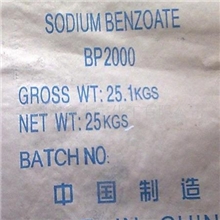 SODIUM BENZOATE
BP2000
GROSS WT: 25.1KGS
NET WT: 25KGS
BATCH NO:
中国制造